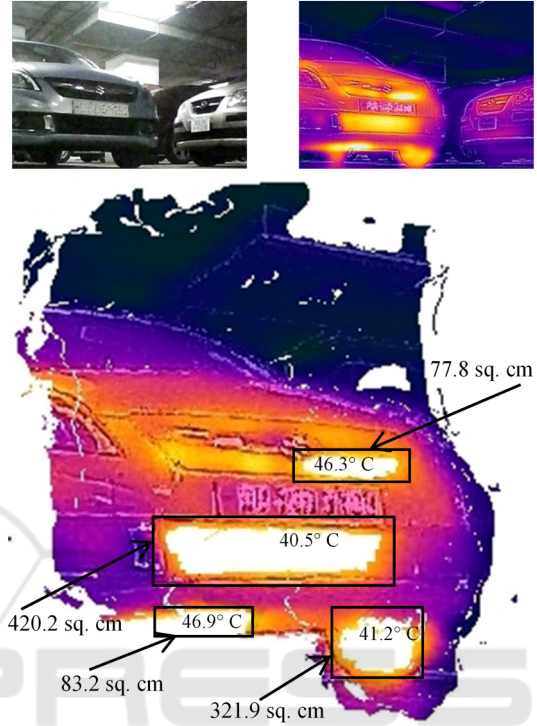 77.8 sq. cm
46.3° C
40.5° C
420.2 sq. cm
46.9° C
41.2° C
83.2 sq. cm
321.9 sq. cm
PRESS